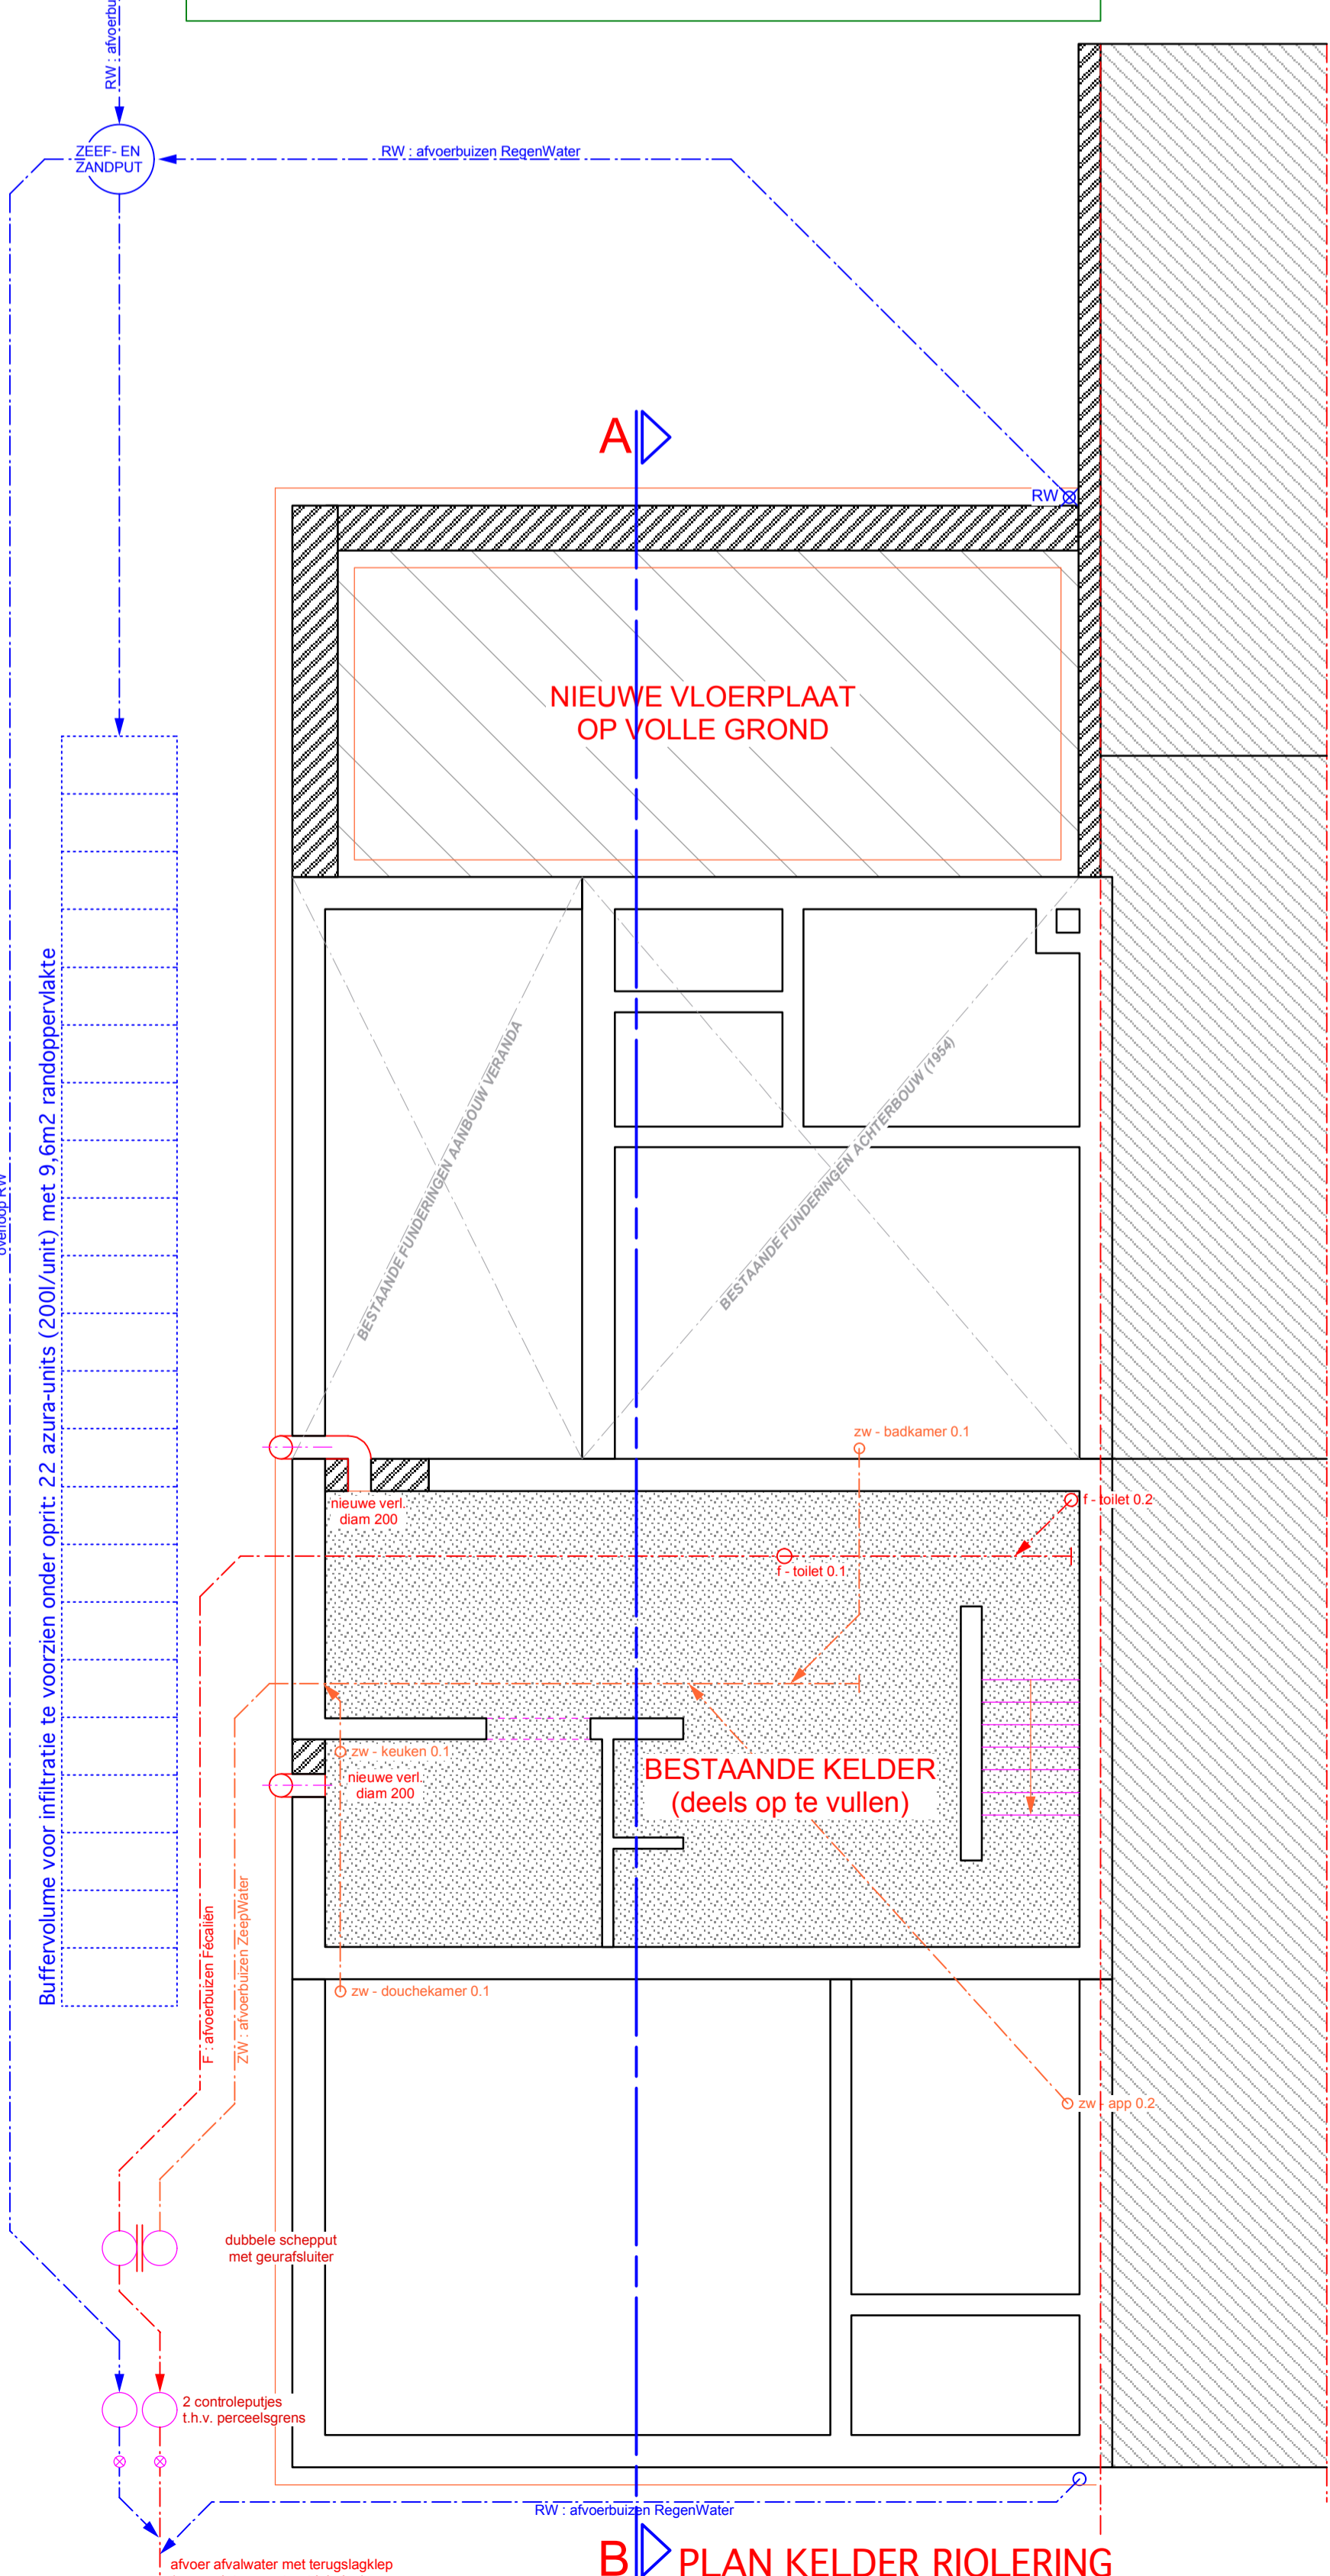 RW : afvoerbu
ZEEF- EN
ZANDPUT
RW : afvoerbuizen RegenWater
A
RW
NIEUWE VLOERPLAAT
OP VOLLE GROND
BESTAANDE FUNDERINGEN AANBOUW VERANDA
BESTAANDE FUNDERINGEN ACHTERBOUW (1954)
overloop RW
Buffervolume voor infiltratie te voorzien onder oprit: 22 azura-units (200l/unit) met 9,6m2 randoppervlakte
zw - badkamer 0.1
nieuwe verl.
diam 200
f - toilet 0.2
f - toilet 0.1
zw - keuken 0.1
nieuwe verl.
diam 200
BESTAANDE KELDER
(deels op te vullen)
F : afvoerbuizen Fécaliën
ZW : afvoerbuizen ZeepWater
zw - douchekamer 0.1
zw - app 0.2
dubbele schepput
met geurafsluiter
2 controleputjes
t.h.v. perceelsgrens
RW : afvoerbuizen RegenWater
afvoer afvalwater met terugslagklep
B
PLAN KELDER RIOLERING